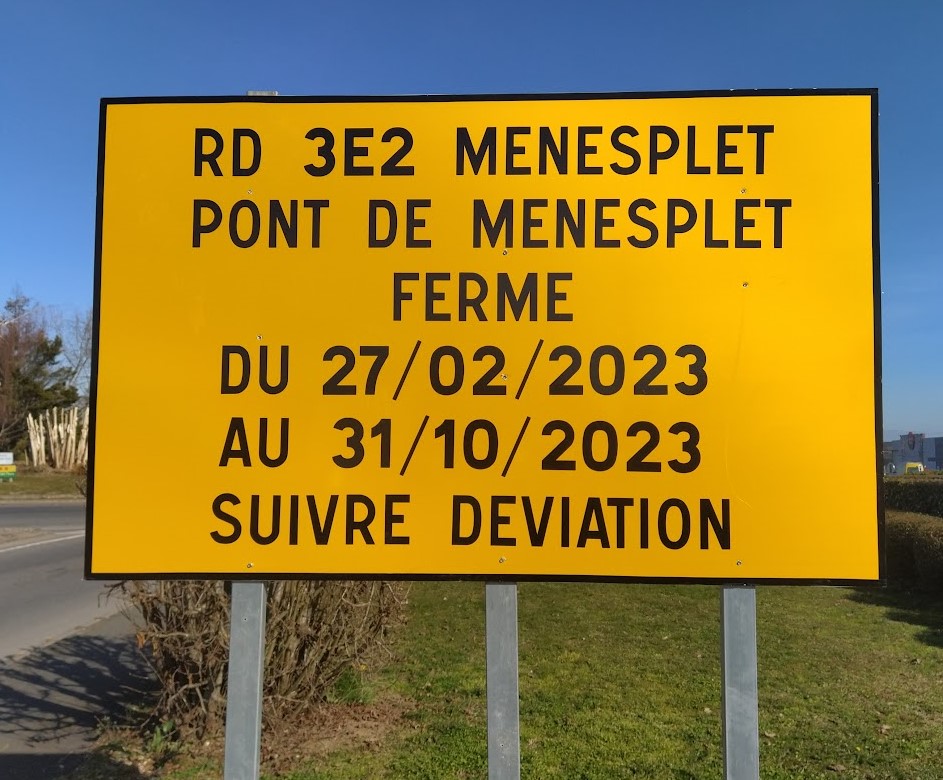 RD 3E2 MENESPLET
PONT DE MENESPLET
FERME
DU 27/02/2023
AU 31/10/2023
SUIVRE DEVIATION